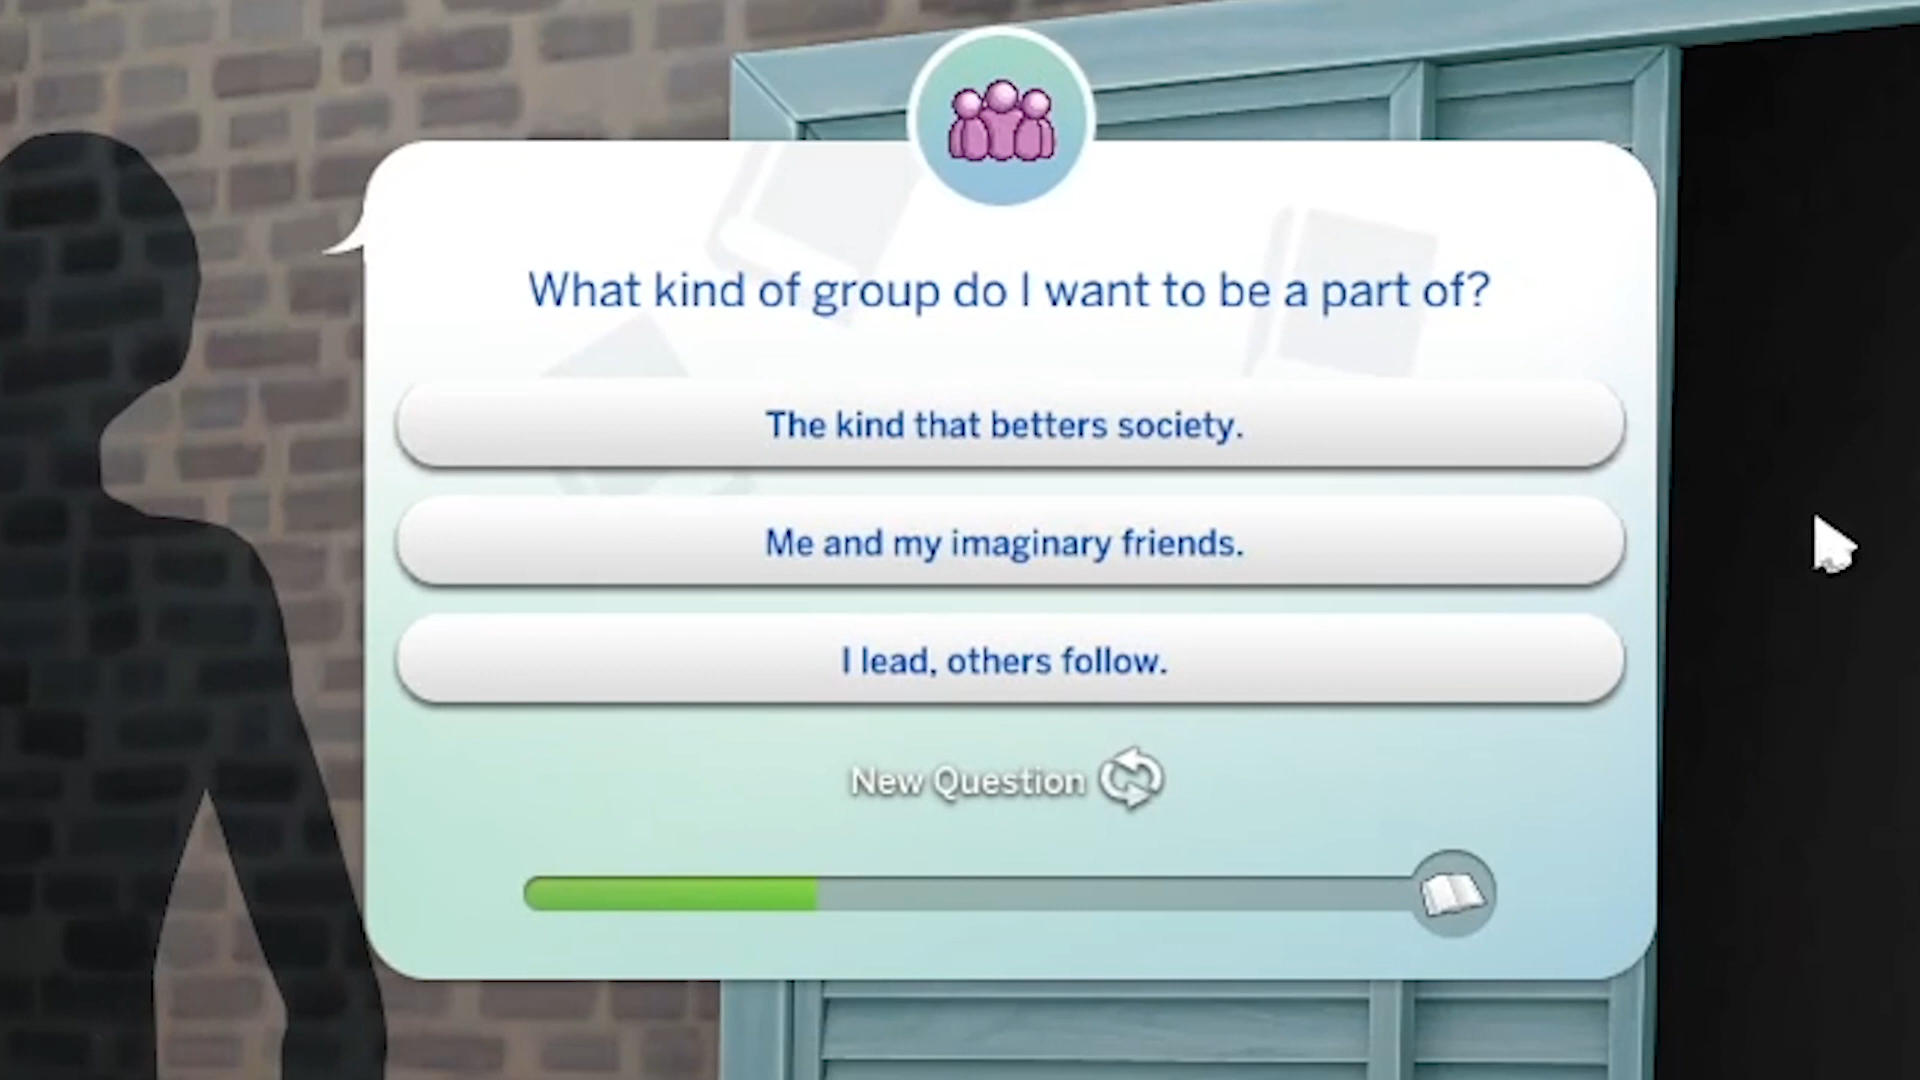 What kind of group do I want to be a part of?
The kind that betters society.
Me and my imaginary friends.
I lead, others follow.
New Question